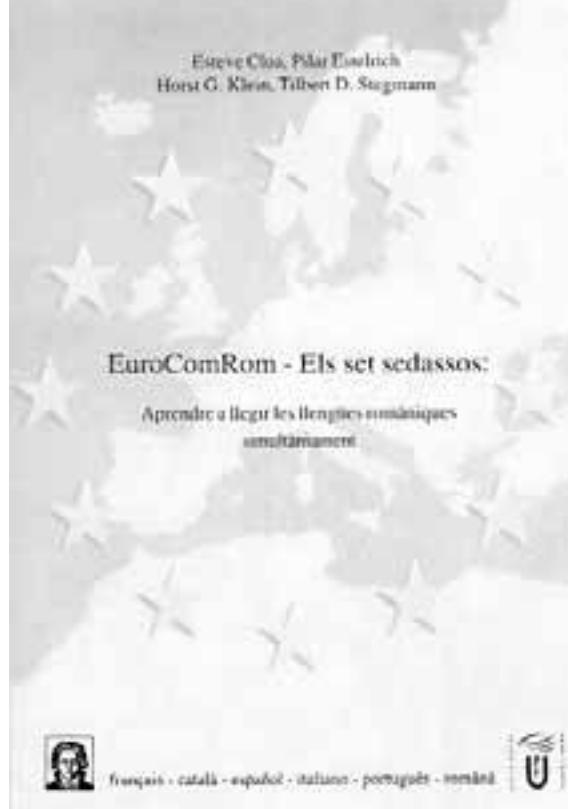 Esteve Clua, Pilar Estelrich
Horst G. Klein, Tilbert D. Stegmann
EuroComRom - Els set sedassos:
Aprendre a llegir les llengües romàniques
simultàniament
français - català - español - italiano - português - română